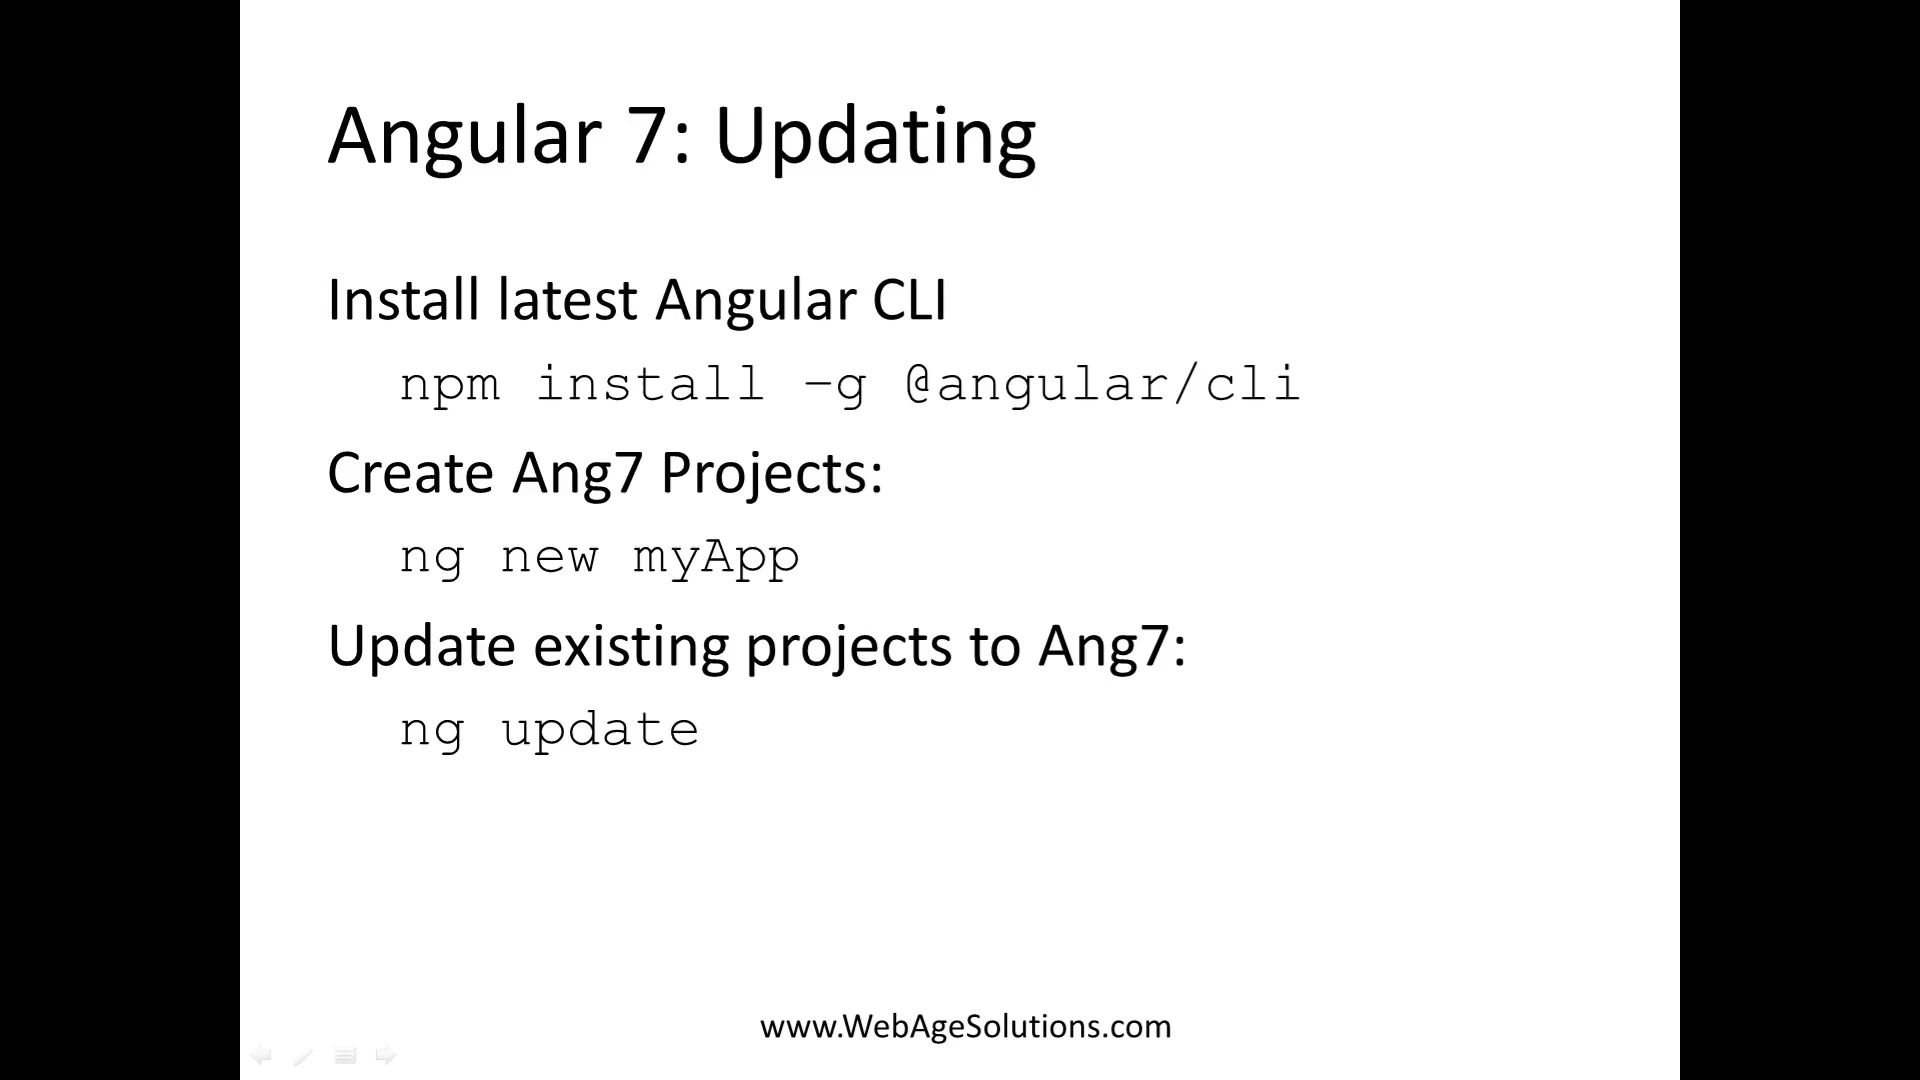 Angular 7: Updating
Install latest Angular CLI
npm install –g @angular/cli
Create Ang7 Projects:
ng new myApp
Update existing projects to Ang7:
ng update
www.WebAgeSolutions.com